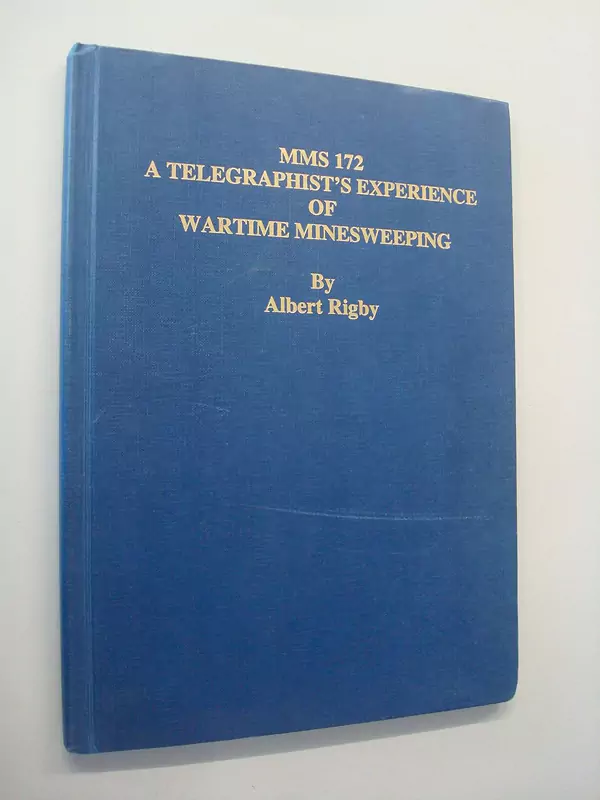 MMS 172
A TELEGRAPHIST'S EXPERIENCE
OF
WARTIME MINESWEEPING
By
Albert Rigby